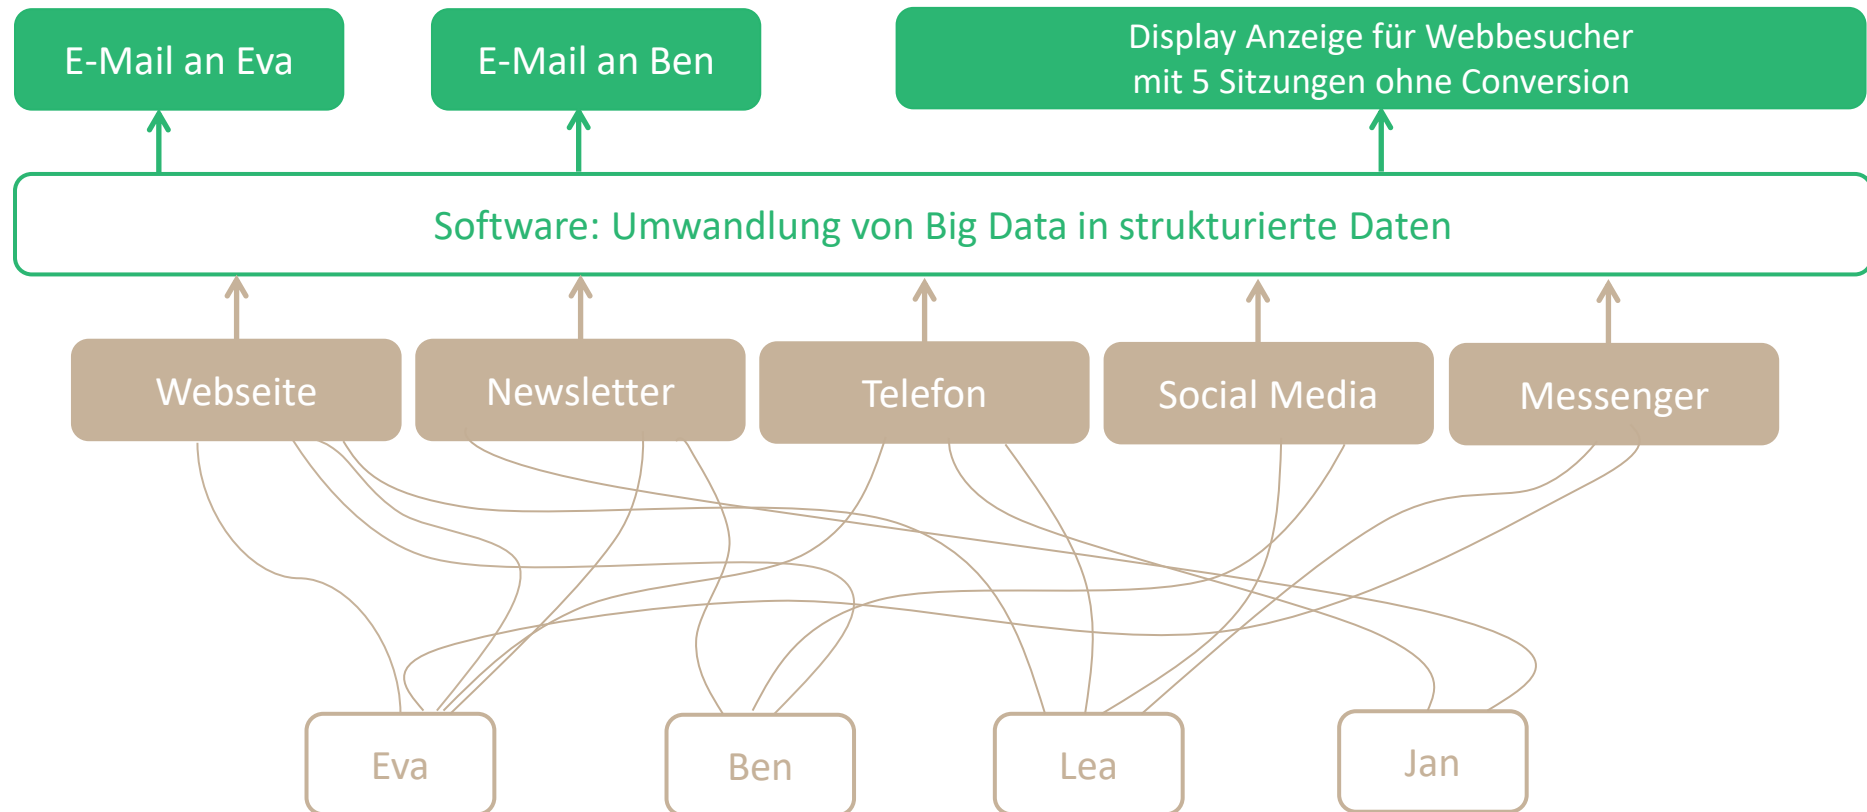 E-Mail an Eva
E-Mail an Ben
Display Anzeige für Webbesucher
mit 5 Sitzungen ohne Conversion
Software: Umwandlung von Big Data in strukturierte Daten
Webseite
Newsletter
Telefon
Social Media
Messenger
Eva
Ben
Lea
Jan